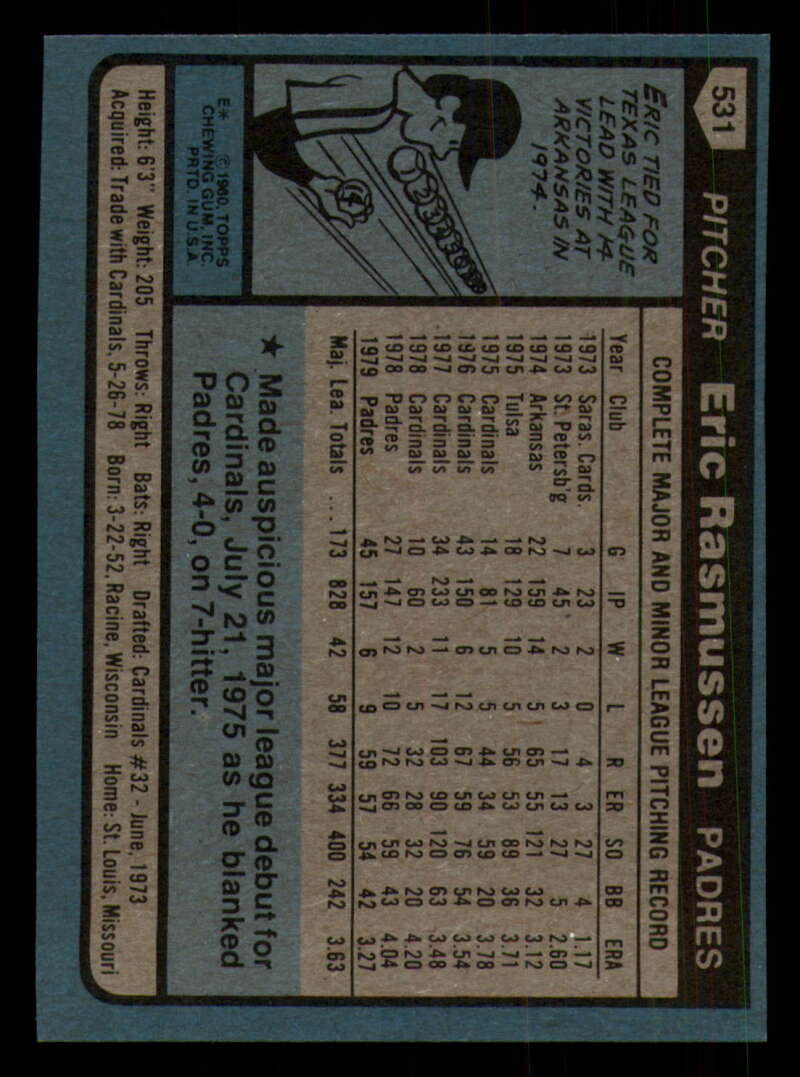 531 PITCHER Eric Rasmussen PADRES
ERIC TIED FOR
TEXAS LEAGUE
LEAD WITH 14
VICTORIES AT
ARKANSAS IN
1974.
E* © 1980 TOPPS
CHEWING GUM, INC.
PRTD. IN U.S.A.
COMPLETE MAJOR AND MINOR LEAGUE PITCHING RECORD
Year Club G IP W L R ER SO BB ERA
1973 Saras. Cards. 3 23 2 0 4 3 27 4 1.17
1973 St. Petersb'g 7 45 2 3 17 13 27 5 2.60
1974 Arkansas 22 159 14 5 65 55 121 32 3.12
1975 Tulsa 18 129 10 5 56 53 89 36 3.71
1975 Cardinals 14 81 5 5 44 34 59 20 3.78
1976 Cardinals 43 150 6 12 67 59 76 54 3.54
1977 Cardinals 34 233 11 17 103 90 120 63 3.48
1978 Cardinals 10 60 2 5 32 28 32 20 4.20
1978 Padres 27 147 12 10 72 66 59 43 4.04
1979 Padres 45 157 6 9 59 57 54 42 3.27
Maj. Lea. Totals ... 173 828 42 58 377 334 400 242 3.63
★ Made auspicious major league debut for
Cardinals, July 21, 1975 as he blanked
Padres, 4-0, on 7-hitter.
Height: 6'3" Weight: 205 Throws: Right Bats: Right Drafted: Cardinals #32 - June, 1973
Acquired: Trade with Cardinals, 5-26-78 Born: 3-22-52, Racine, Wisconsin Home: St. Louis, Missouri